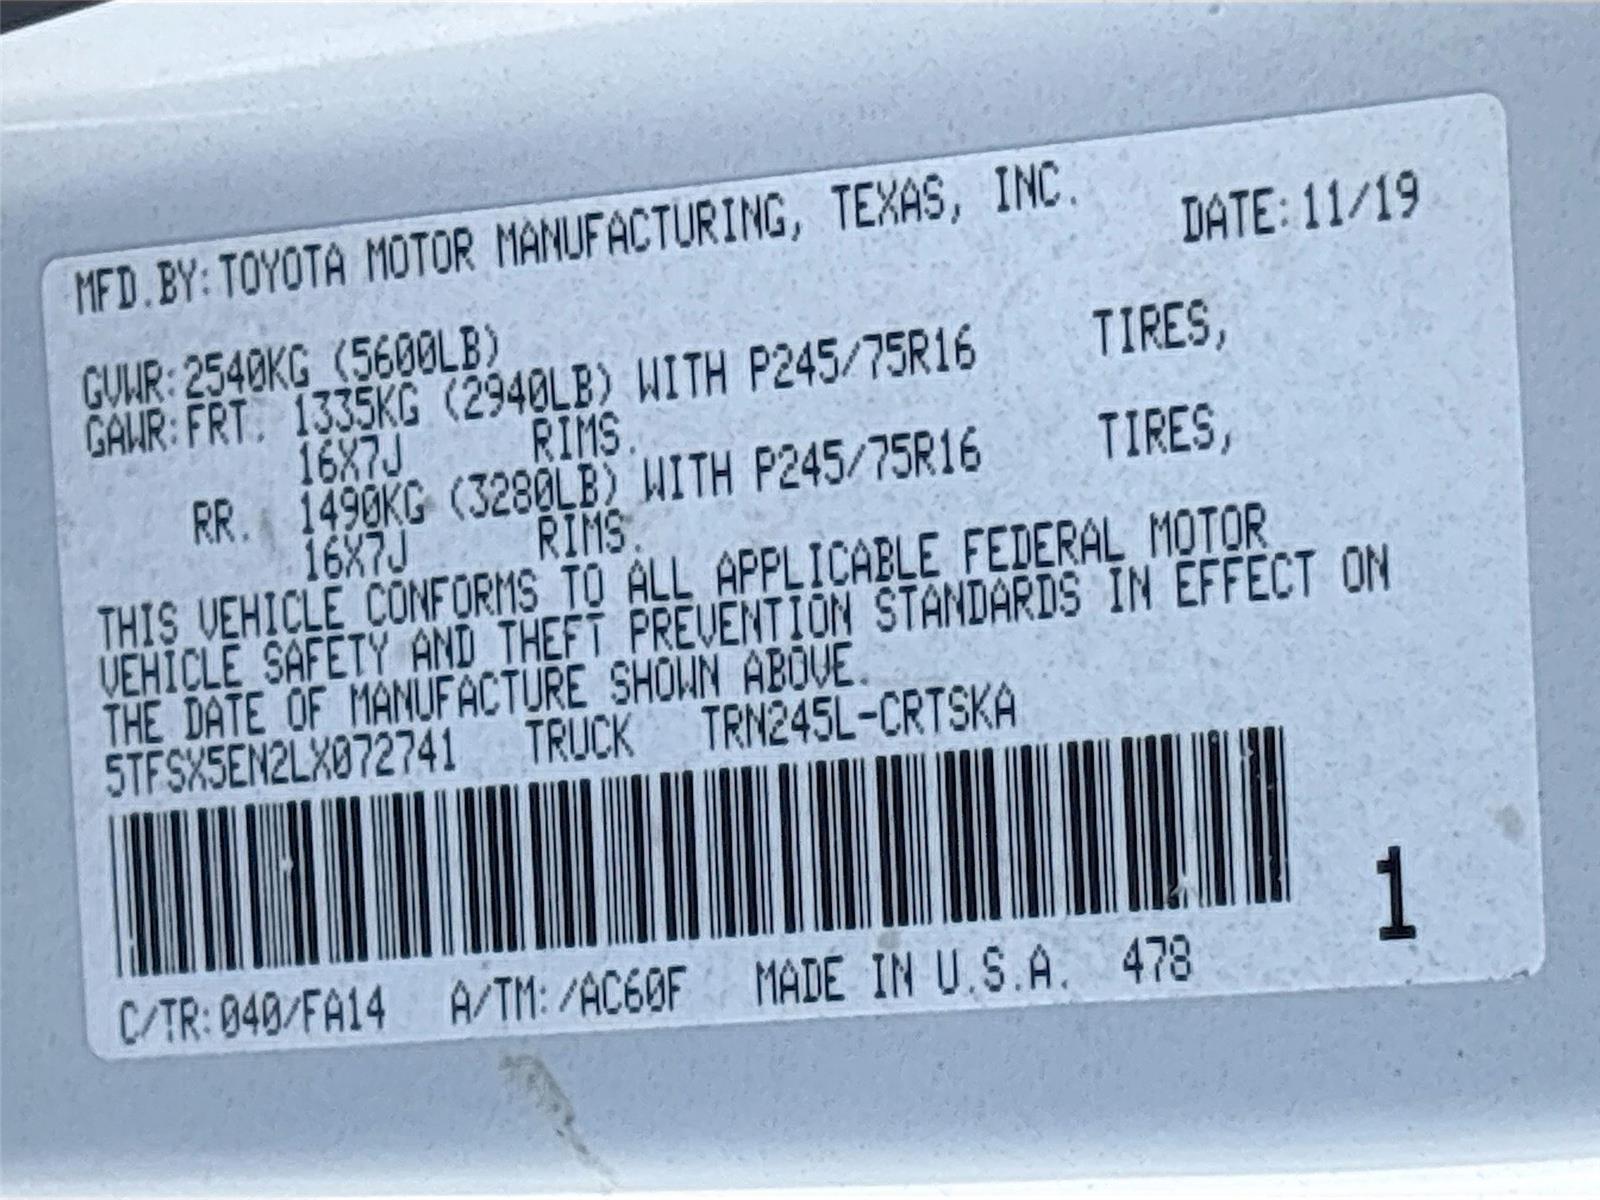 MFD.BY:TOYOTA MOTOR MANUFACTURING, TEXAS, INC. DATE:11/19
GVWR:2540KG (5600LB)
GAWR:FRT. 1335KG (2940LB) WITH P245/75R16 TIRES,
16X7J RIMS.
RR. 1490KG (3280LB) WITH P245/75R16 TIRES,
16X7J RIMS.
THIS VEHICLE CONFORMS TO ALL APPLICABLE FEDERAL MOTOR
VEHICLE SAFETY AND THEFT PREVENTION STANDARDS IN EFFECT ON
THE DATE OF MANUFACTURE SHOWN ABOVE.
5TFSX5EN2LX072741 TRUCK TRN245L-CRTSKA
1
C/TR:040/FA14 A/TM:/AC60F MADE IN U.S.A. 478